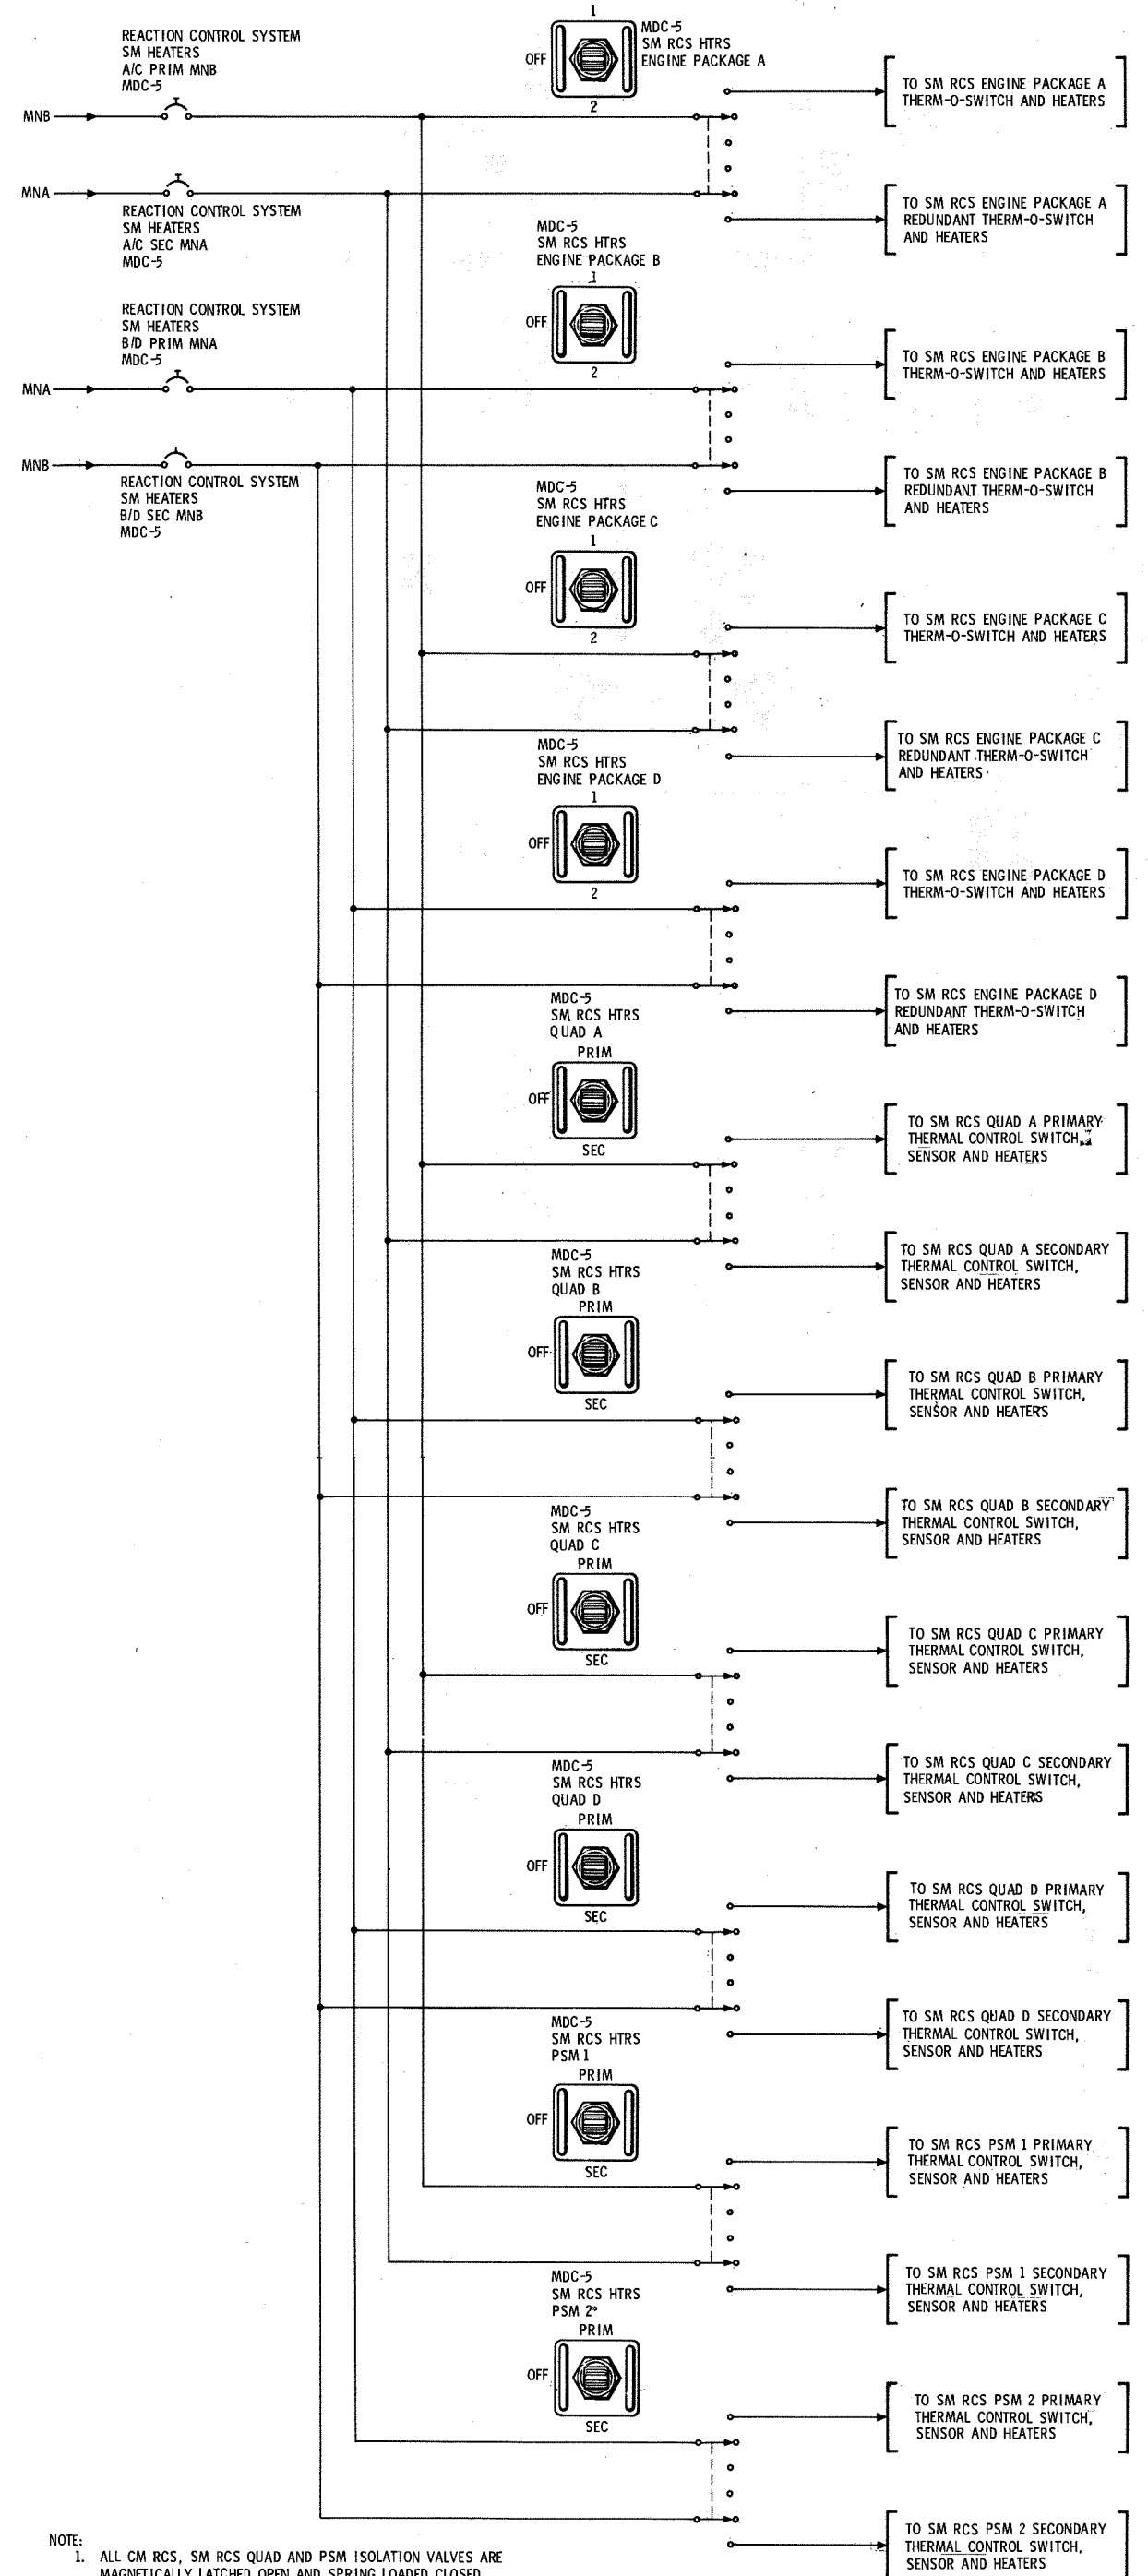 REACTION CONTROL SYSTEM
SM HEATERS
A/C PRIM MNB
MDC-5
MNB
MNA
REACTION CONTROL SYSTEM
SM HEATERS
A/C SEC MNA
MDC-5
REACTION CONTROL SYSTEM
SM HEATERS
B/D PRIM MNA
MDC-5
MNA
MNB
REACTION CONTROL SYSTEM
SM HEATERS
B/D SEC MNB
MDC-5
1
OFF
2
MDC-5
SM RCS HTRS
ENGINE PACKAGE A
TO SM RCS ENGINE PACKAGE A
THERM-O-SWITCH AND HEATERS
TO SM RCS ENGINE PACKAGE A
REDUNDANT THERM-O-SWITCH
AND HEATERS
MDC-5
SM RCS HTRS
ENGINE PACKAGE B
1
OFF
2
TO SM RCS ENGINE PACKAGE B
THERM-O-SWITCH AND HEATERS
TO SM RCS ENGINE PACKAGE B
REDUNDANT THERM-O-SWITCH
AND HEATERS
MDC-5
SM RCS HTRS
ENGINE PACKAGE C
1
OFF
2
TO SM RCS ENGINE PACKAGE C
THERM-O-SWITCH AND HEATERS
TO SM RCS ENGINE PACKAGE C
REDUNDANT THERM-O-SWITCH
AND HEATERS
MDC-5
SM RCS HTRS
ENGINE PACKAGE D
1
OFF
2
TO SM RCS ENGINE PACKAGE D
THERM-O-SWITCH AND HEATERS
TO SM RCS ENGINE PACKAGE D
REDUNDANT THERM-O-SWITCH
AND HEATERS
MDC-5
SM RCS HTRS
QUAD A
PRIM
OFF
SEC
TO SM RCS QUAD A PRIMARY
THERMAL CONTROL SWITCH,
SENSOR AND HEATERS
TO SM RCS QUAD A SECONDARY
THERMAL CONTROL SWITCH,
SENSOR AND HEATERS
MDC-5
SM RCS HTRS
QUAD B
PRIM
OFF
SEC
TO SM RCS QUAD B PRIMARY
THERMAL CONTROL SWITCH,
SENSOR AND HEATERS
TO SM RCS QUAD B SECONDARY
THERMAL CONTROL SWITCH,
SENSOR AND HEATERS
MDC-5
SM RCS HTRS
QUAD C
PRIM
OFF
SEC
TO SM RCS QUAD C PRIMARY
THERMAL CONTROL SWITCH,
SENSOR AND HEATERS
TO SM RCS QUAD C SECONDARY
THERMAL CONTROL SWITCH,
SENSOR AND HEATERS
MDC-5
SM RCS HTRS
QUAD D
PRIM
OFF
SEC
TO SM RCS QUAD D PRIMARY
THERMAL CONTROL SWITCH,
SENSOR AND HEATERS
TO SM RCS QUAD D SECONDARY
THERMAL CONTROL SWITCH,
SENSOR AND HEATERS
MDC-5
SM RCS HTRS
PSM 1
PRIM
OFF
SEC
TO SM RCS PSM 1 PRIMARY
THERMAL CONTROL SWITCH,
SENSOR AND HEATERS
TO SM RCS PSM 1 SECONDARY
THERMAL CONTROL SWITCH,
SENSOR AND HEATERS
MDC-5
SM RCS HTRS
PSM 2
PRIM
OFF
SEC
TO SM RCS PSM 2 PRIMARY
THERMAL CONTROL SWITCH,
SENSOR AND HEATERS
TO SM RCS PSM 2 SECONDARY
THERMAL CONTROL SWITCH,
SENSOR AND HEATERS
NOTE:
1. ALL CM RCS, SM RCS QUAD AND PSM ISOLATION VALVES ARE
MAGNETICALLY LATCHED OPEN AND SPRING LOADED CLOSED